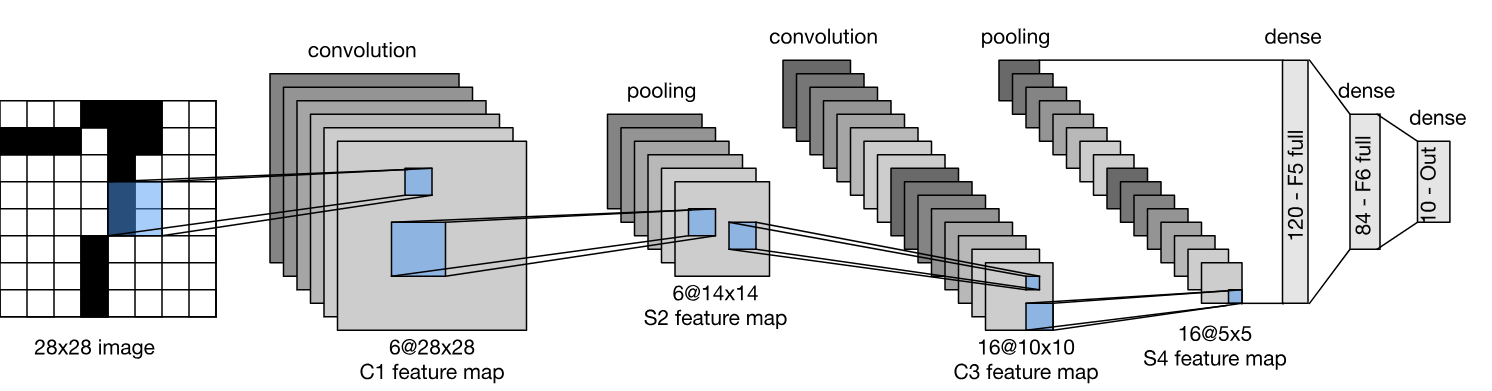 convolution
pooling
convolution
pooling
dense
dense
dense
28x28 image
6@28x28
C1 feature map
6@14x14
S2 feature map
16@10x10
C3 feature map
16@5x5
S4 feature map
120 - F5 full
84 - F6 full
10 - Out